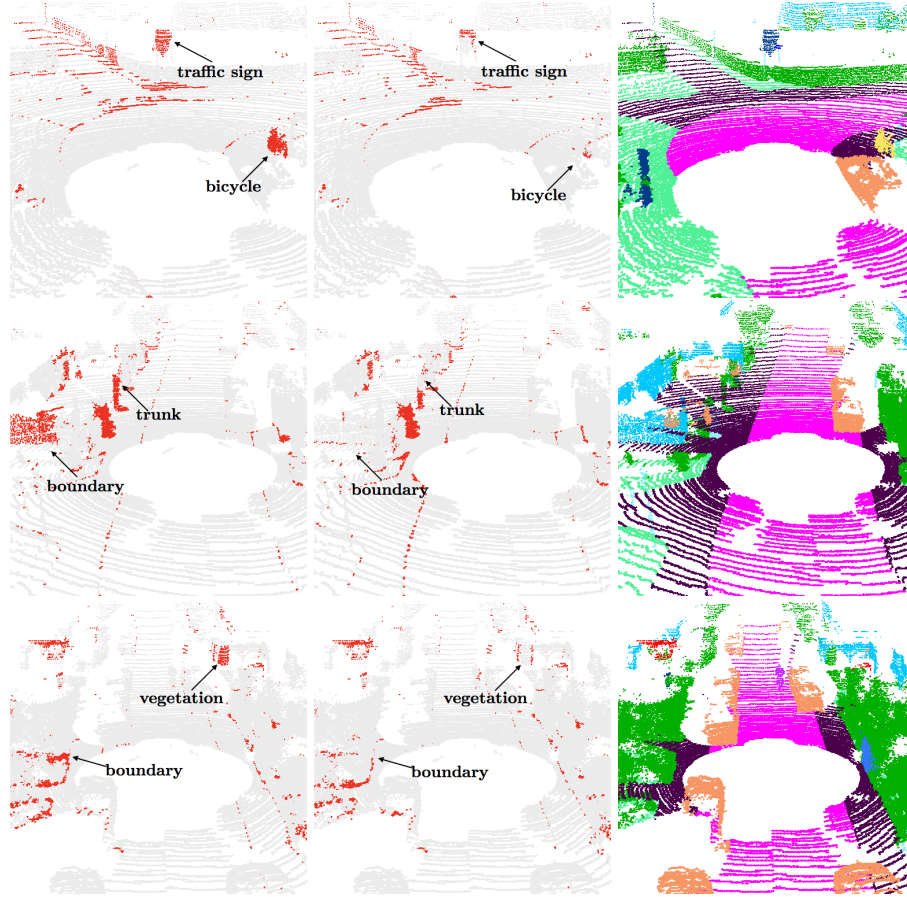 traffic sign
traffic sign
bicycle
bicycle
trunk
trunk
boundary
boundary
vegetation
vegetation
boundary
boundary